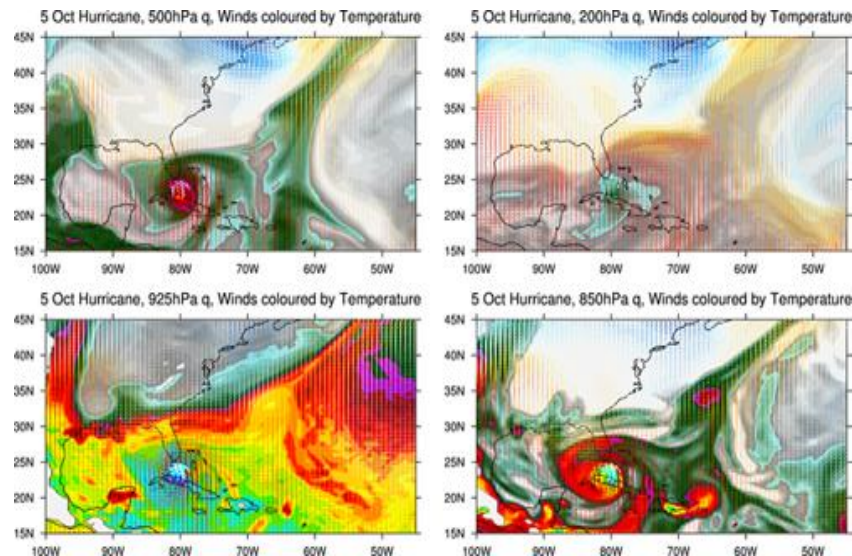 5 Oct Hurricane, 500hPa q, Winds coloured by Temperature
45N
40N
35N
30N
25N
20N
15N
100W 90W 80W 70W 60W 50W
5 Oct Hurricane, 200hPa q, Winds coloured by Temperature
45N
40N
35N
30N
25N
20N
15N
100W 90W 80W 70W 60W 50W
5 Oct Hurricane, 925hPa q, Winds coloured by Temperature
45N
40N
35N
30N
25N
20N
15N
100W 90W 80W 70W 60W 50W
5 Oct Hurricane, 850hPa q, Winds coloured by Temperature
45N
40N
35N
30N
25N
20N
15N
100W 90W 80W 70W 60W 50W